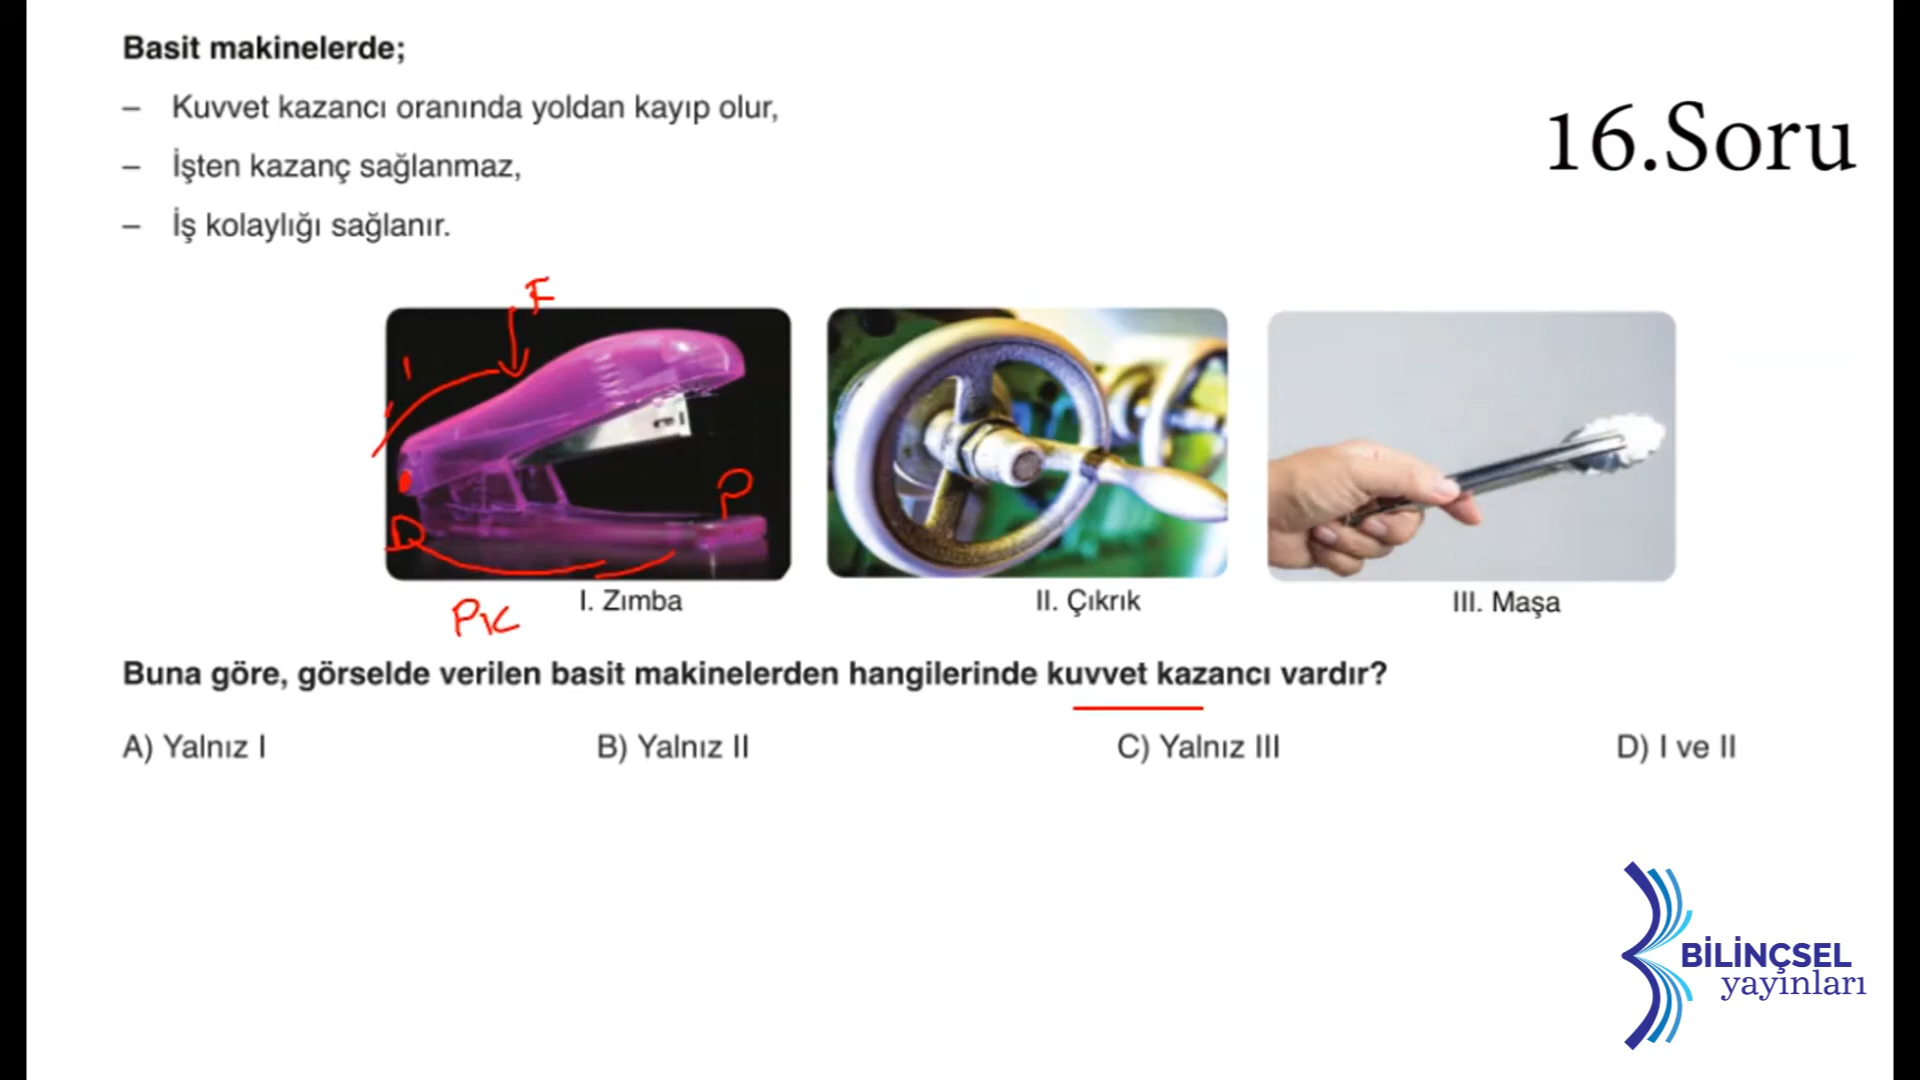 Basit makinelerde;
– Kuvvet kazancı oranında yoldan kayıp olur,
– İşten kazanç sağlanmaz,
– İş kolaylığı sağlanır.
16.Soru
F
P
D
I. Zımba
II. Çıkrık
III. Maşa
Buna göre, görselde verilen basit makinelerden hangilerinde kuvvet kazancı vardır?
A) Yalnız I
B) Yalnız II
C) Yalnız III
D) I ve II
BİLİNÇSEL
yayınları